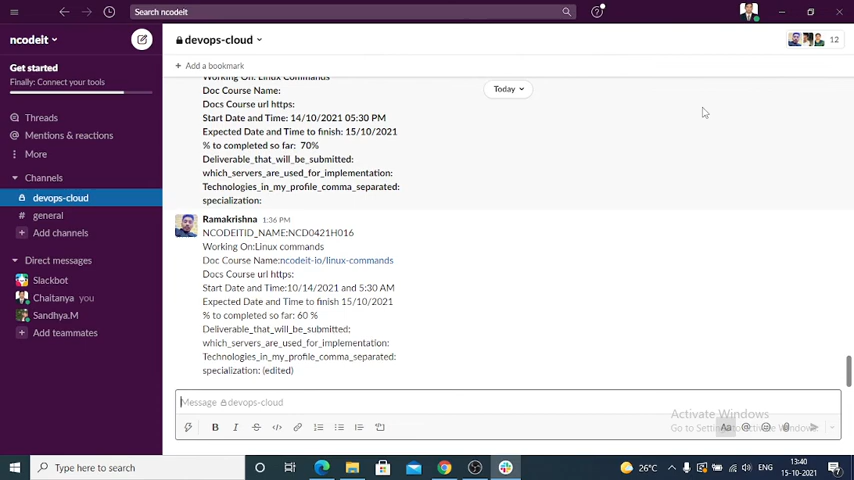 Search ncodeit
ncodeit
devops-cloud
12
Get started
Finally: Connect your tools
Add a bookmark
Threads
Mentions & reactions
More
Channels
devops-cloud
general
Add channels
Direct messages
Slackbot
Chaitanya you
Sandhya.M
Add teammates
Working On: Linux Commands
Today
Doc Course Name:
Docs Course url https:
Start Date and Time: 14/10/2021 05:30 PM
Expected Date and Time to finish: 15/10/2021
% to completed so far: 70%
Deliverable_that_will_be_submitted:
which_servers_are_used_for_implementation:
Technologies_in_my_profile_comma_separated:
specialization:
Ramakrishna 1:36 PM
NCODEITID_NAME:NCD0421H016
Working On:Linux commands
Doc Course Name:ncodeit-io/linux-commands
Docs Course url https:
Start Date and Time:10/14/2021 and 5:30 AM
Expected Date and Time to finish 15/10/2021
% to completed so far: 60 %
Deliverable_that_will_be_submitted:
which_servers_are_used_for_implementation:
Technologies_in_my_profile_comma_separated:
specialization: (edited)
Message devops-cloud
Activate Windows
Go to Settings to Activate Windows.
B I S Aa @
Type here to search
26°C
ENG
13:40
15-10-2021
7